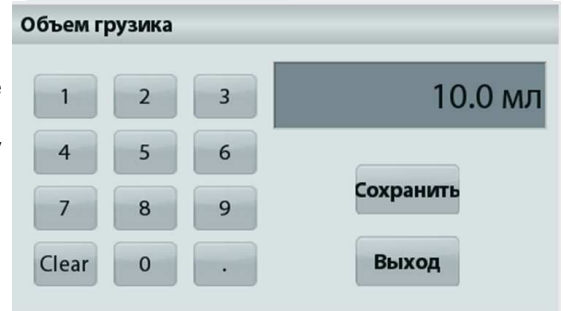 Объем грузика
10.0 мл
1 2 3
4 5 6
7 8 9
Clear 0 .
Сохранить
Выход